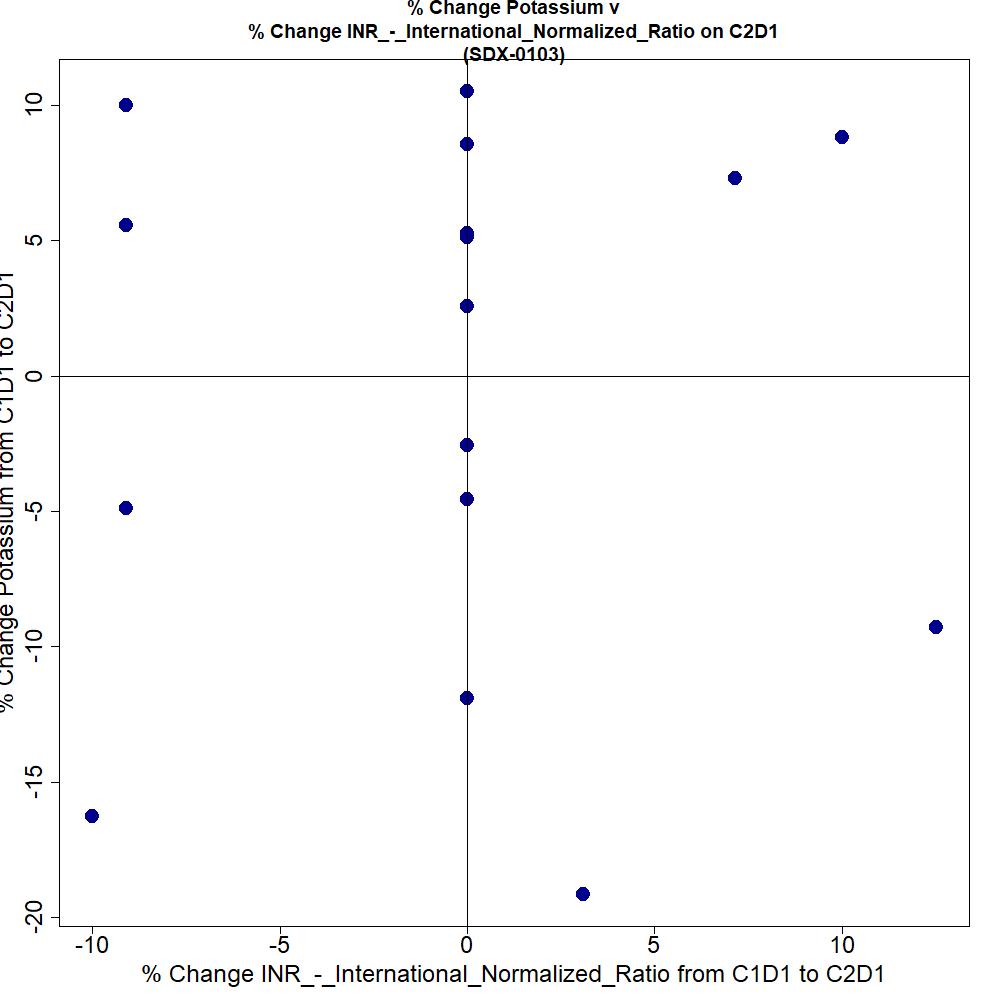 % Change Potassium v
% Change INR_-_International_Normalized_Ratio on C2D1
(SDX-0103)
% Change Potassium from C1D1 to C2D1
10
5
0
-5
-10
-15
-20
-10
-5
0
5
10
% Change INR_-_International_Normalized_Ratio from C1D1 to C2D1